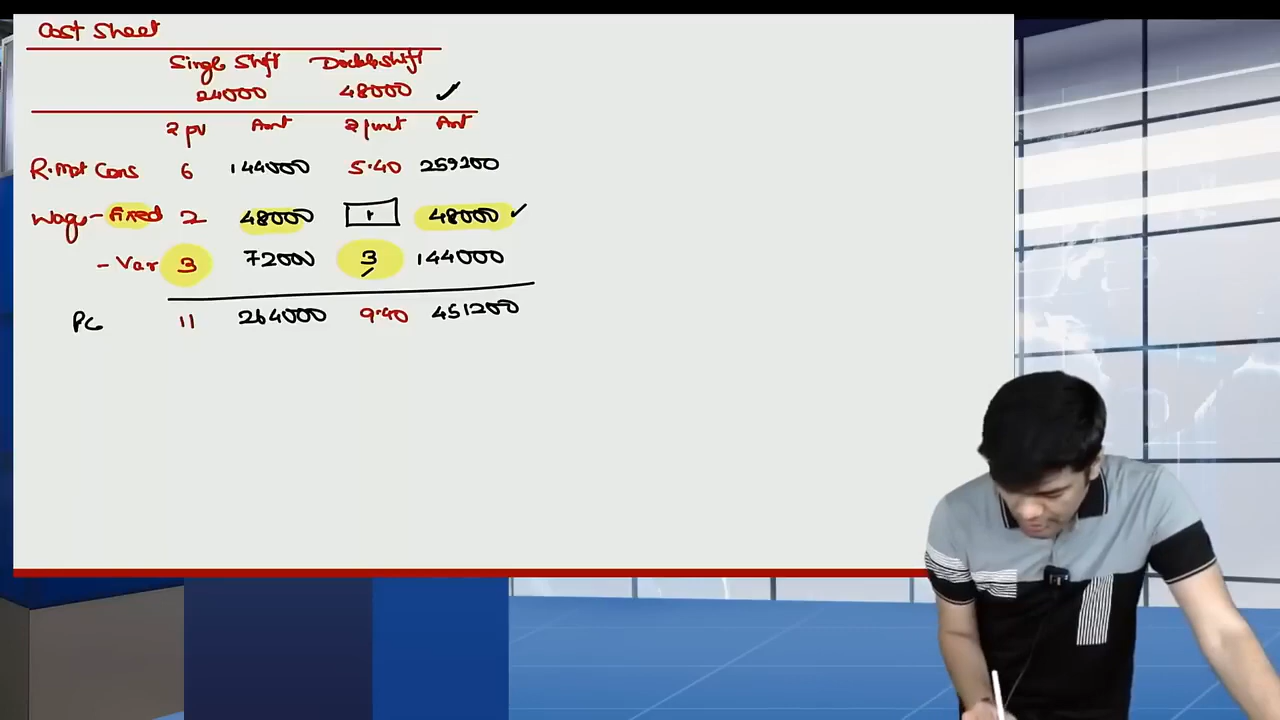 Cost Sheet
Single Shift Double shift
24000 48000 ✓
₹ pu Amt ₹ p unit Amt
R.Mat Cons 6 144000 5.40 259200
Wages - Fixed 2 48000 1 48000 ✓
- Var 3 72000 3 144000
PC 11 264000 9.40 451200